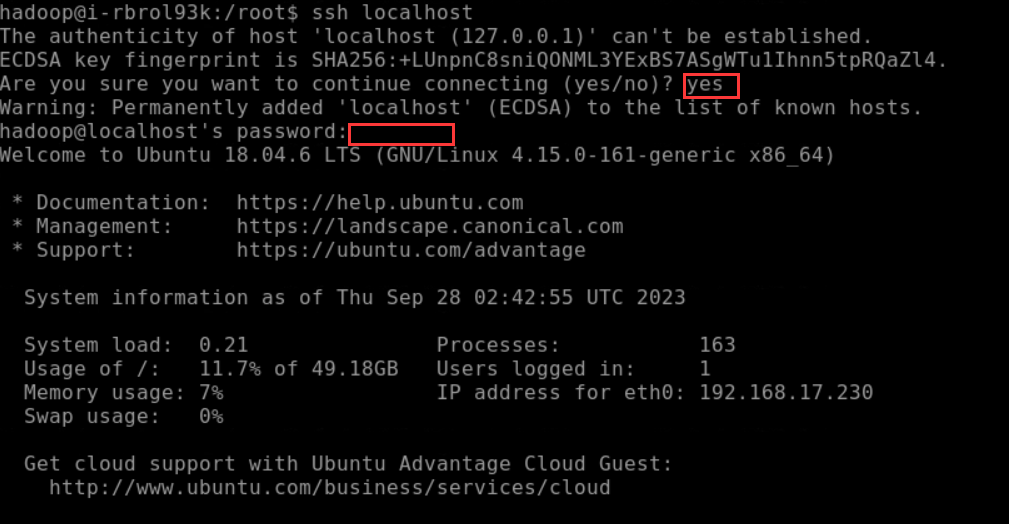 hadoop@i-rbrol93k:/root$ ssh localhost
The authenticity of host 'localhost (127.0.0.1)' can't be established.
ECDSA key fingerprint is SHA256:+LUnpnC8sniQONML3YExBS7ASgWTu1Ihnn5tpRQaZl4.
Are you sure you want to continue connecting (yes/no)? yes
Warning: Permanently added 'localhost' (ECDSA) to the list of known hosts.
hadoop@localhost's password:
Welcome to Ubuntu 18.04.6 LTS (GNU/Linux 4.15.0-161-generic x86_64)
* Documentation: https://help.ubuntu.com
* Management: https://landscape.canonical.com
* Support: https://ubuntu.com/advantage
System information as of Thu Sep 28 02:42:55 UTC 2023
System load: 0.21 Processes: 163
Usage of /: 11.7% of 49.18GB Users logged in: 1
Memory usage: 7% IP address for eth0: 192.168.17.230
Swap usage: 0%
Get cloud support with Ubuntu Advantage Cloud Guest:
http://www.ubuntu.com/business/services/cloud